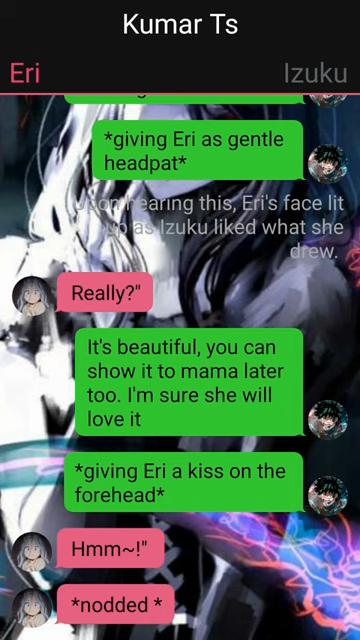 Kumar Ts
Eri
Izuku
*giving Eri as gentle
headpat*
upon hearing this, Eri's face lit
up as Izuku liked what she
drew.
Really?"
It's beautiful, you can
show it to mama later
too. I'm sure she will
love it
*giving Eri a kiss on the
forehead*
Hmm~!"
*nodded *